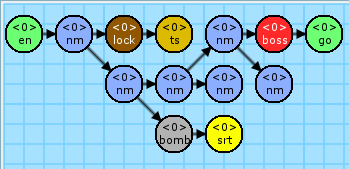 <0> <0> <0> <0> <0> <0> <0>
en nm lock ts nm boss go
<0> <0> <0> <0>
nm nm nm nm
<0> <0>
bomb srt